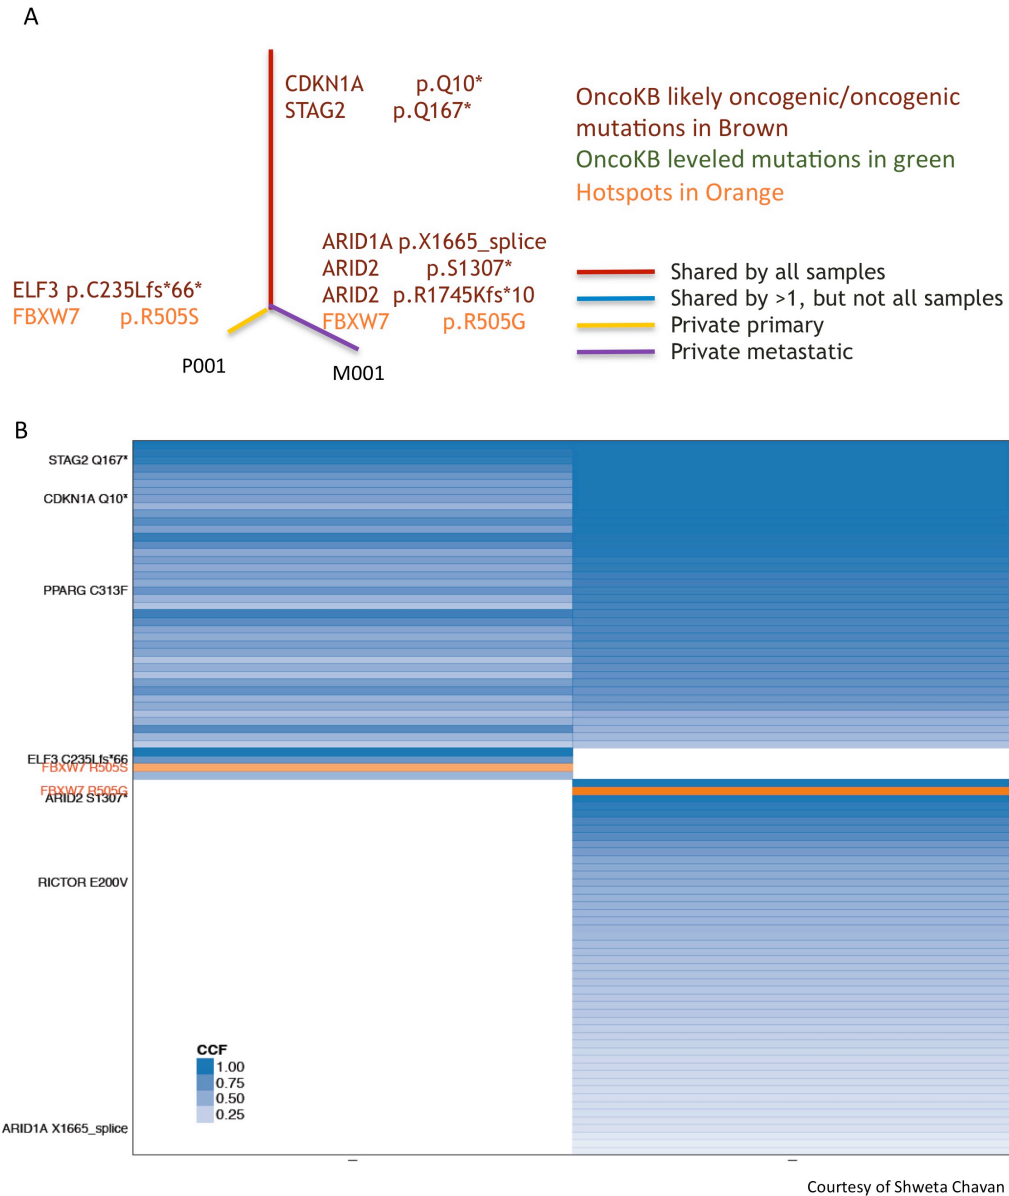 A
CDKN1A p.Q10*
STAG2 p.Q167*
OncoKB likely oncogenic/oncogenic
mutations in Brown
OncoKB leveled mutations in green
Hotspots in Orange
ARID1A p.X1665_splice
ARID2 p.S1307*
ARID2 p.R1745Kfs*10
FBXW7 p.R505G
ELF3 p.C235Lfs*66*
FBXW7 p.R505S
P001
M001
Shared by all samples
Shared by >1, but not all samples
Private primary
Private metastatic
B
STAG2 Q167*
CDKN1A Q10*
PPARG C313F
ELF3 C235Lfs*66
FBXW7 R505S
FBXW7 R505G
ARID2 S1307*
RICTOR E200V
CCF
1.00
0.75
0.50
0.25
ARID1A X1665_splice
Courtesy of Shweta Chavan